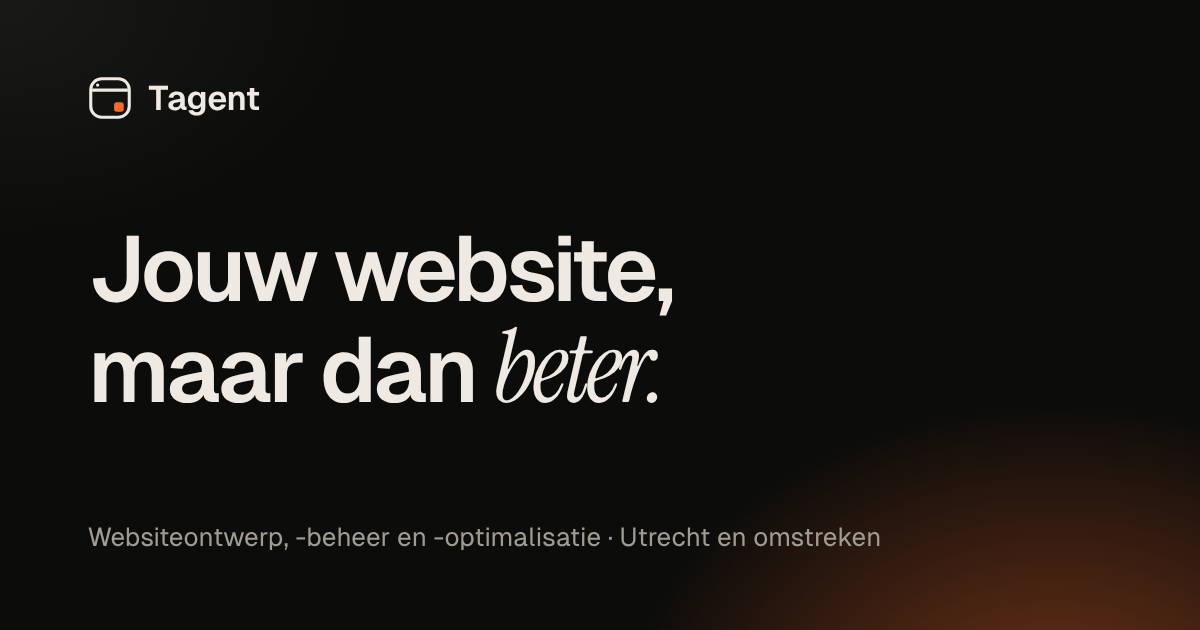 Tagent
Jouw website,
maar dan beter.
Websiteontwerp, -beheer en -optimalisatie · Utrecht en omstreken